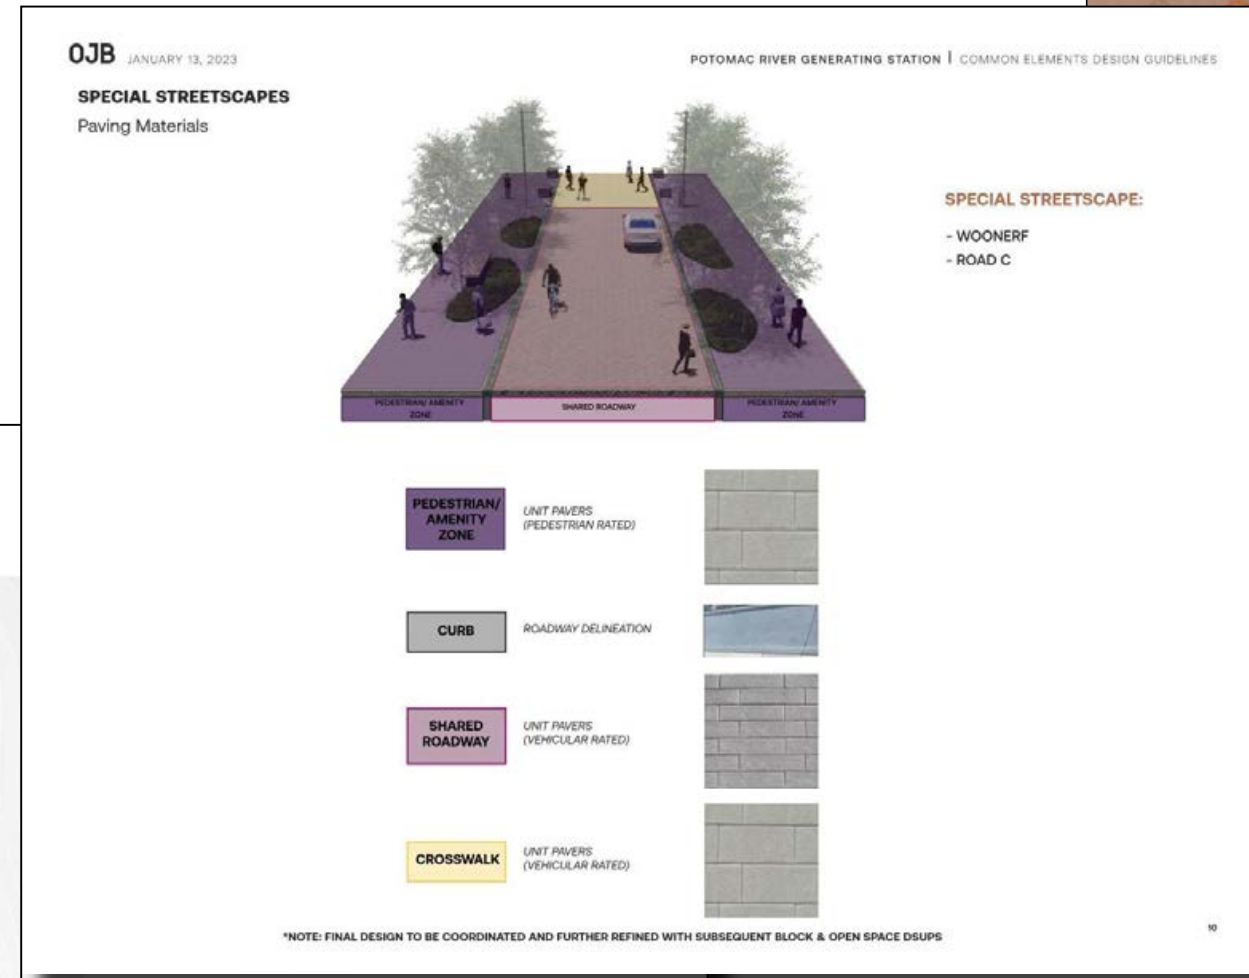 OJB JANUARY 13, 2023
POTOMAC RIVER GENERATING STATION | COMMON ELEMENTS DESIGN GUIDELINES
SPECIAL STREETSCAPES
Paving Materials
SPECIAL STREETSCAPE:
- WOONERF
- ROAD C
PEDESTRIAN/ AMENITY
ZONE
SHARED ROADWAY
PEDESTRIAN/ AMENITY
ZONE
PEDESTRIAN/
AMENITY
ZONE
UNIT PAVERS
(PEDESTRIAN RATED)
CURB
ROADWAY DELINEATION
SHARED
ROADWAY
UNIT PAVERS
(VEHICULAR RATED)
CROSSWALK
UNIT PAVERS
(VEHICULAR RATED)
*NOTE: FINAL DESIGN TO BE COORDINATED AND FURTHER REFINED WITH SUBSEQUENT BLOCK & OPEN SPACE DSUPS
10